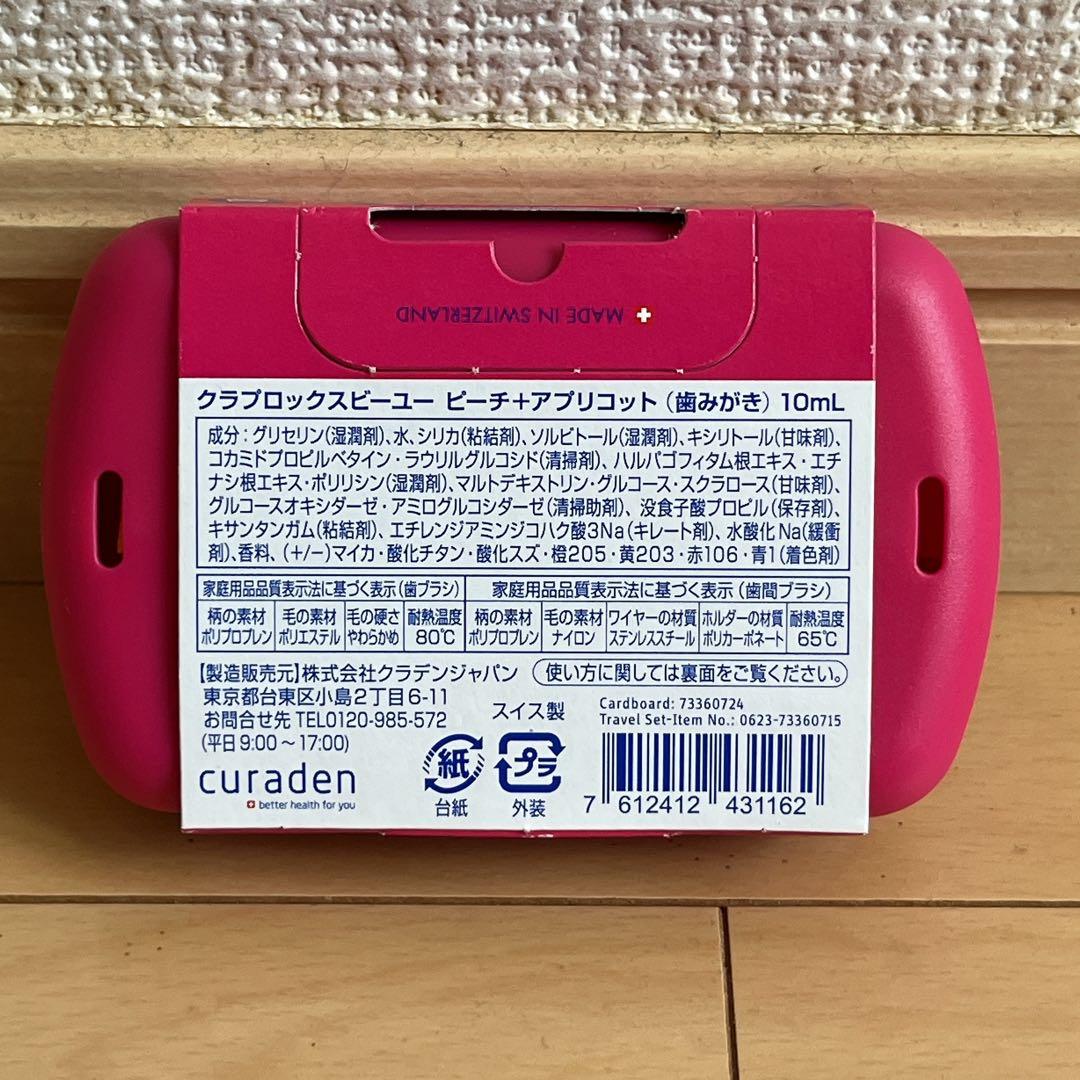 MADE IN SWITZERLAND
クラプロックスビーユー ピーチ+アプリコット（歯みがき）10mL
成分：グリセリン(湿潤剤)、水、シリカ(粘結剤)、ソルビトール(湿潤剤)、キシリトール(甘味剤)、
コカミドプロピルベタイン・ラウリルグルコシド(清掃剤)、ハルパゴフィタム根エキス・エチ
ナシ根エキス・ポリリシン(湿潤剤)、マルトデキストリン・グルコース・スクラロース(甘味剤)、
グルコースオキシダーゼ・アミログルコシダーゼ(清掃助剤)、没食子酸プロピル(保存剤)、
キサンタンガム(粘結剤)、エチレンジアミンジコハク酸3Na(キレート剤)、水酸化Na(緩衝
剤)、香料、(+/−)マイカ・酸化チタン・酸化スズ・橙205・黄203・赤106・青1(着色剤)
家庭用品品質表示法に基づく表示(歯ブラシ) 家庭用品品質表示法に基づく表示(歯間ブラシ)
柄の素材 毛の素材 毛の硬さ 耐熱温度 柄の素材 毛の素材 ワイヤーの材質 ホルダーの材質 耐熱温度
ポリプロプレン ポリエステル やわらかめ 80℃ ポリプロプレン ナイロン ステンレススチール ポリカーボネート 65℃
【製造販売元】株式会社クラデンジャパン 使い方に関しては裏面をご覧ください。
東京都台東区小島2丁目6-11
お問合せ先 TEL0120-985-572
(平日9:00～17:00)
スイス製
Cardboard: 73360724
Travel Set-Item No.: 0623-73360715
curaden
better health for you
紙
台紙
プラ
外装
7 612412 431162